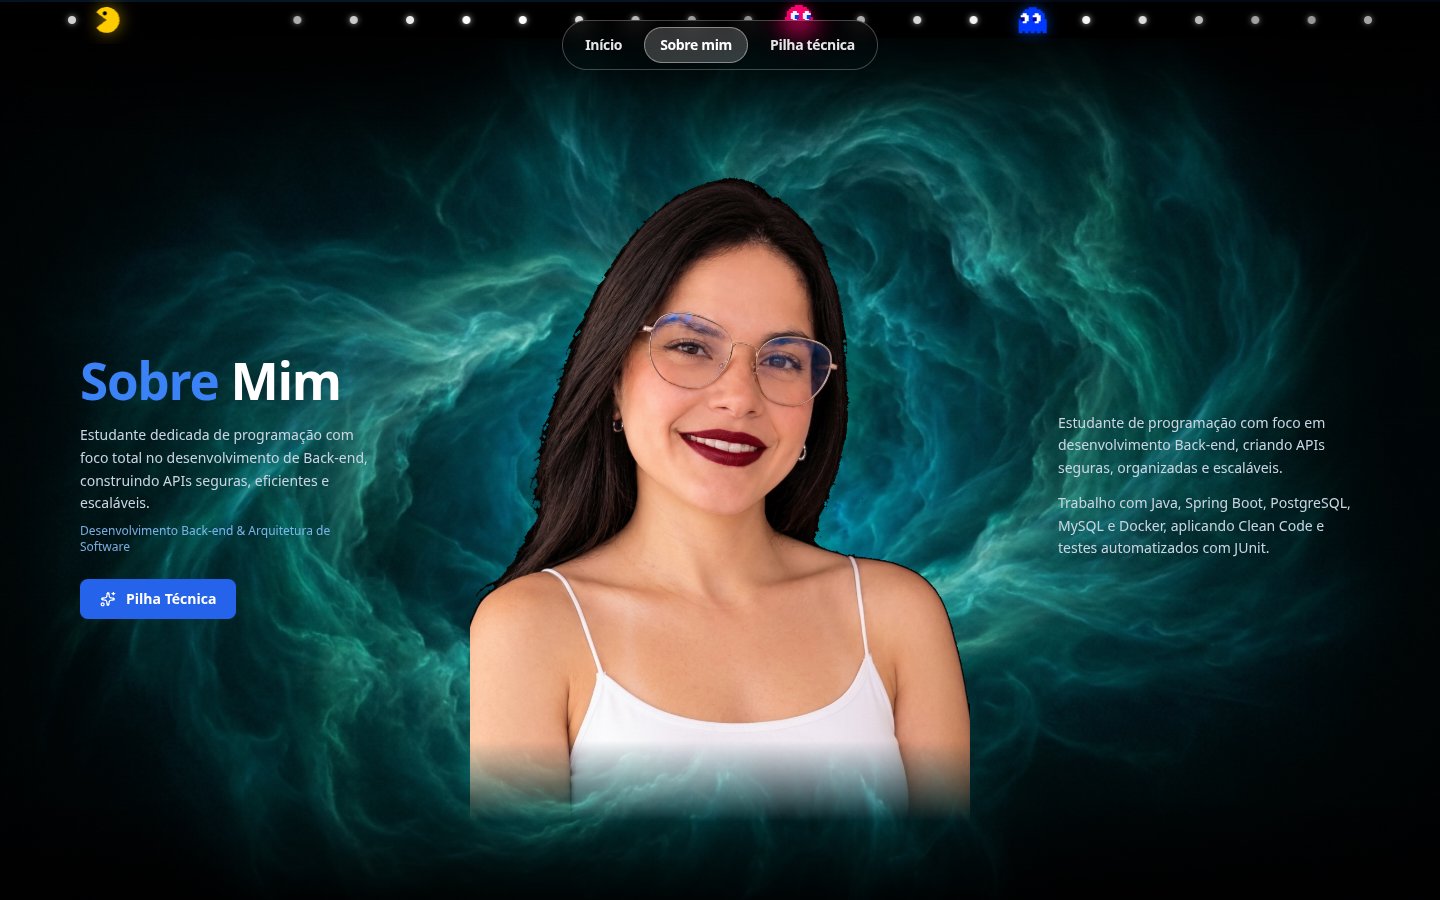 Início
Sobre mim
Pilha técnica
Sobre Mim
Estudante dedicada de programação com
foco total no desenvolvimento de Back-end,
construindo APIs seguras, eficientes e
escaláveis.
Desenvolvimento Back-end & Arquitetura de
Software
Pilha Técnica
Estudante de programação com foco em
desenvolvimento Back-end, criando APIs
seguras, organizadas e escaláveis.
Trabalho com Java, Spring Boot, PostgreSQL,
MySQL e Docker, aplicando Clean Code e
testes automatizados com JUnit.